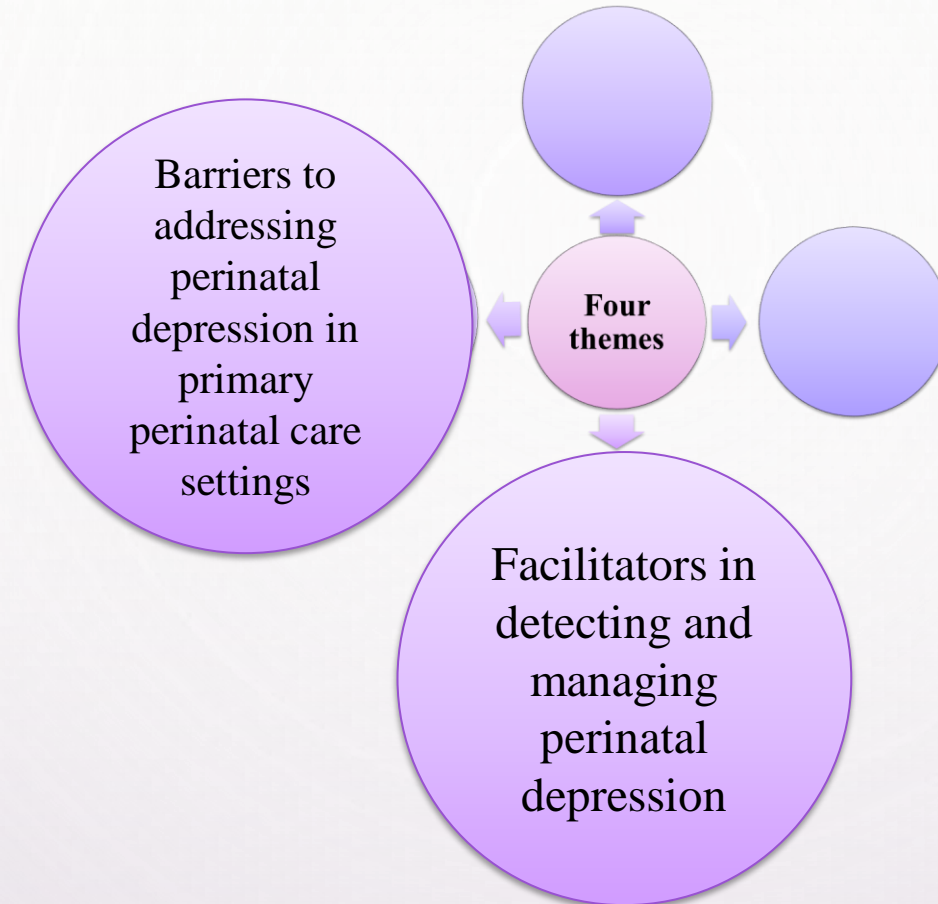 Barriers to
addressing
perinatal
depression in
primary
perinatal care
settings
Four
themes
Facilitators in
detecting and
managing
perinatal
depression